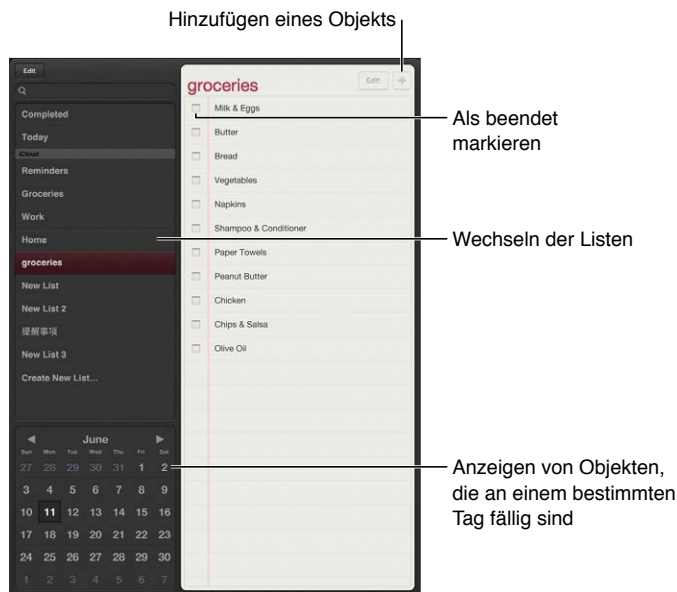 Hinzufügen eines Objekts
Edit
Completed
Today
iCloud
Reminders
Groceries
Work
Home
groceries
New List
New List 2
提醒事项
New List 3
Create New List...
June
Sun Mon Tue Wed Thu Fri Sat
27 28 29 30 31 1 2
3 4 5 6 7 8 9
10 11 12 13 14 15 16
17 18 19 20 21 22 23
24 25 26 27 28 29 30
1 2 3 4 5 6 7
groceries
Edit +
Milk & Eggs
Butter
Bread
Vegetables
Napkins
Shampoo & Conditioner
Paper Towels
Peanut Butter
Chicken
Chips & Salsa
Olive Oil
Als beendet
markieren
Wechseln der Listen
Anzeigen von Objekten,
die an einem bestimmten
Tag fällig sind